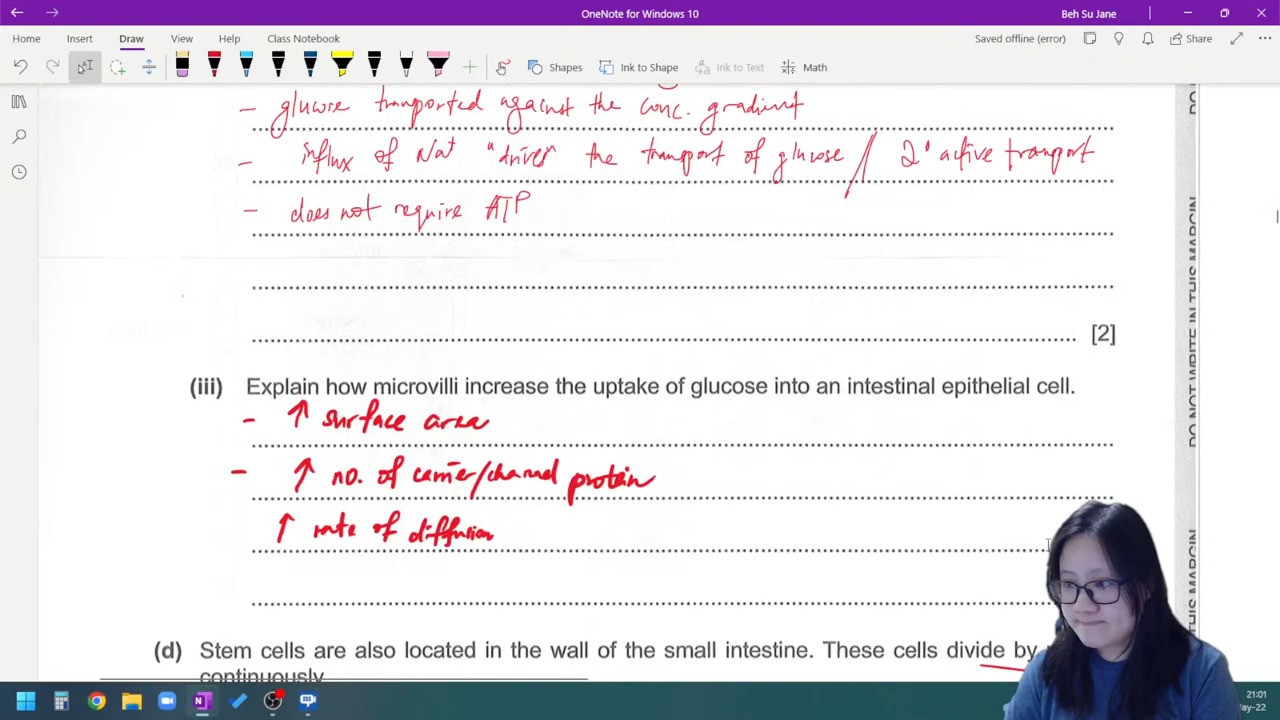 OneNote for Windows 10
Beh Su Jane
Home Insert Draw View Help Class Notebook
Saved offline (error)
Share
Shapes
Ink to Shape
Ink to Text
Math
- glucose transported against the conc. gradient
- influx of Na+ "drives" the transport of glucose / 2° active transport
- does not require ATP
[2]
(iii) Explain how microvilli increase the uptake of glucose into an intestinal epithelial cell.
- ↑ surface area
- ↑ no. of carrier/channel protein
↑ rate of diffusion
(d) Stem cells are also located in the wall of the small intestine. These cells divide by
continuously
DO NOT WRITE IN THIS MARGIN
THIS MARGIN
21:01
May-22